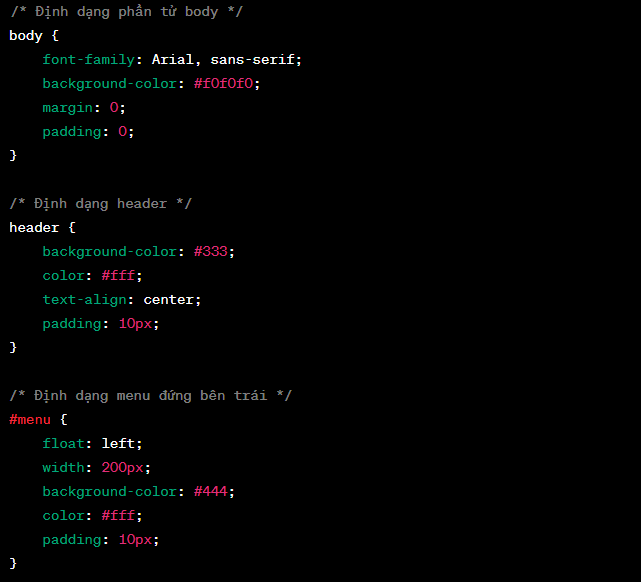 /* Định dạng phần tử body */
body {
    font-family: Arial, sans-serif;
    background-color: #f0f0f0;
    margin: 0;
    padding: 0;
}

/* Định dạng header */
header {
    background-color: #333;
    color: #fff;
    text-align: center;
    padding: 10px;
}

/* Định dạng menu đứng bên trái */
#menu {
    float: left;
    width: 200px;
    background-color: #444;
    color: #fff;
    padding: 10px;
}